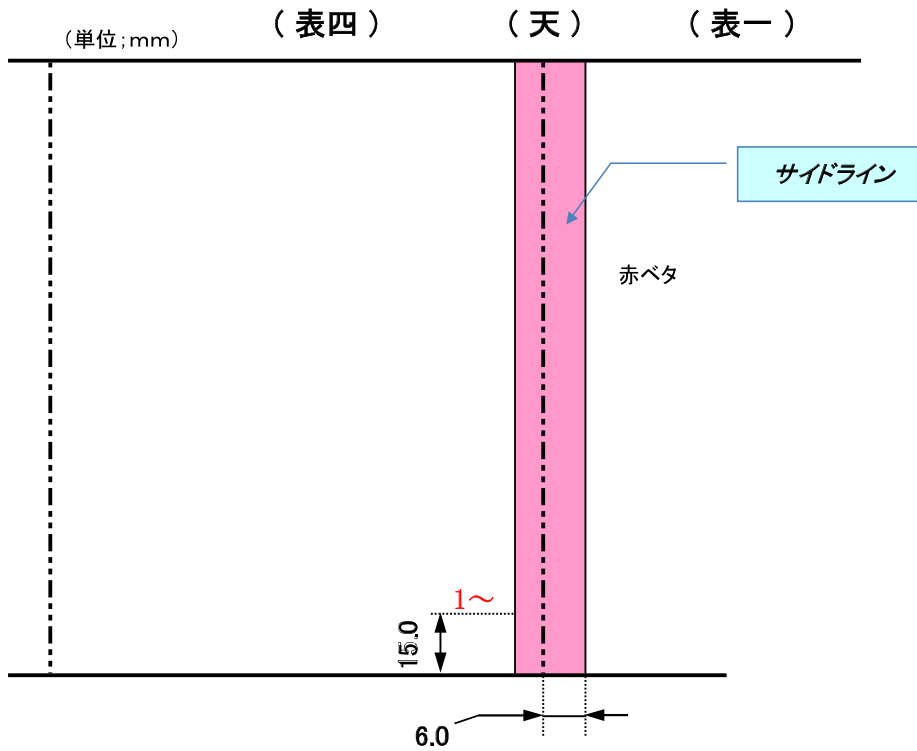 （表四）
（天）
（表一）
（単位；ｍｍ）
サイドライン
赤ベタ
1～
15.0
6.0